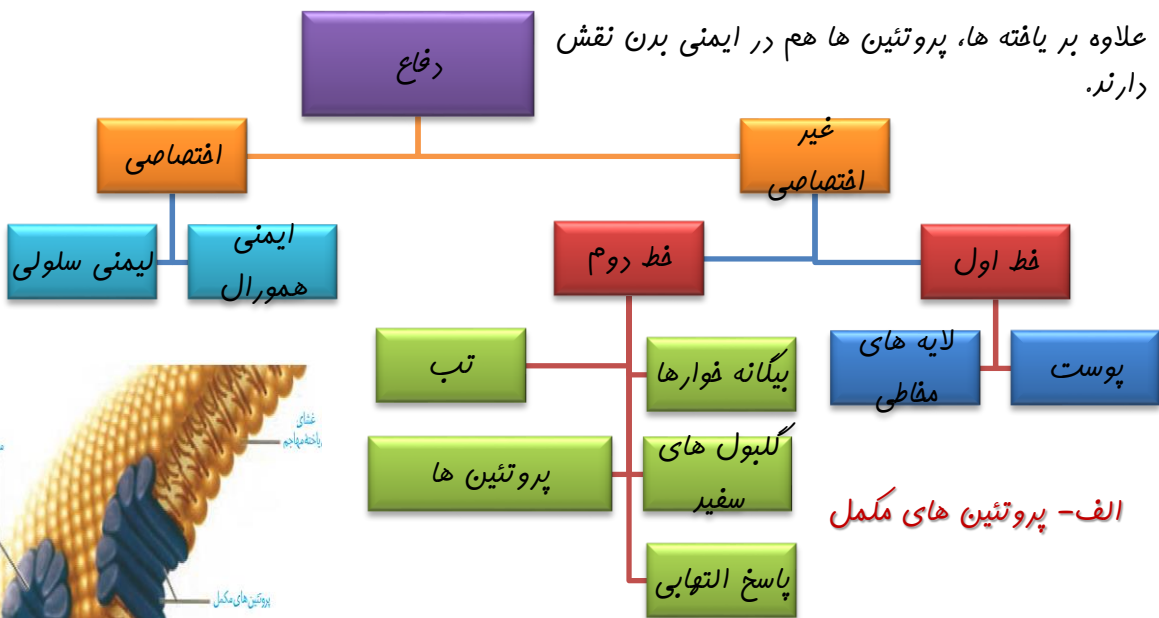 علاوه بر یاخته ها، پروتئین ها هم در ایمنی بدن نقش
دارند.
دفاع
غیر
اختصاصی
اختصاصی
خط اول
خط دوم
ایمنی
همورال
لیمنی سلولی
پوست
لایه های
مخاطی
بیگانه خوارها
تب
گلبول های
سفید
پروتئین ها
پاسخ التهابی
الف- پروتئین های مکمل
غشای
یاختهٔ مهاجم
پروتئین‌های مکمل